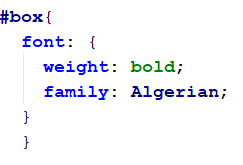 #box{
font: {
weight: bold;
family: Algerian;
}
}